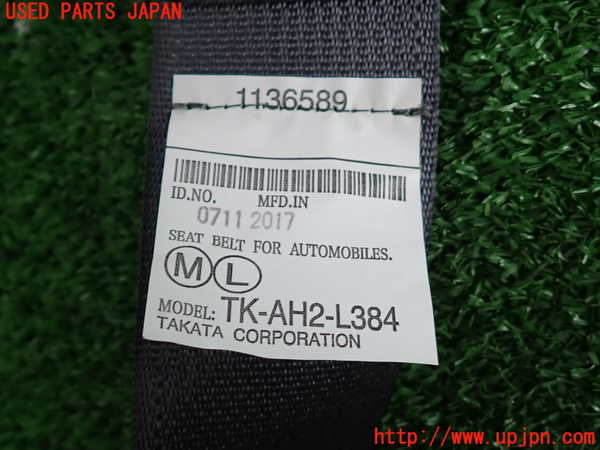 USED PARTS JAPAN
1136589
ID.NO. MFD.IN
0711 2017
SEAT BELT FOR AUTOMOBILES.
M L
MODEL: TK-AH2-L384
TAKATA CORPORATION
http://www.upjpn.com/